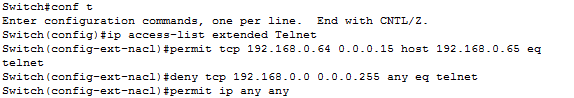 Switch#conf t
Enter configuration commands, one per line.  End with CNTL/Z.
Switch(config)#ip access-list extended Telnet
Switch(config-ext-nacl)#permit tcp 192.168.0.64 0.0.0.15 host 192.168.0.65 eq
telnet
Switch(config-ext-nacl)#deny tcp 192.168.0.0 0.0.0.255 any eq telnet
Switch(config-ext-nacl)#permit ip any any